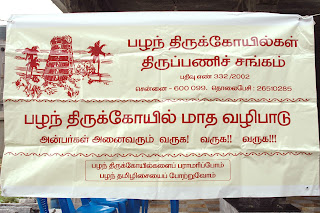 பழந் திருக்கோயில்கள்
திருப்பணிச் சங்கம்
பதிவு எண் 332/2002
சென்னை - 600 099, தொலைபேசி : 26510285
பழந் திருக்கோயில் மாத வழிபாடு
அன்பர்கள் அனைவரும் வருக! வருக!! வருக!!!
பழந் திருக்கோயில்களைப் பராமரிப்போம்
பழந் தமிழிசையைப் போற்றுவோம்